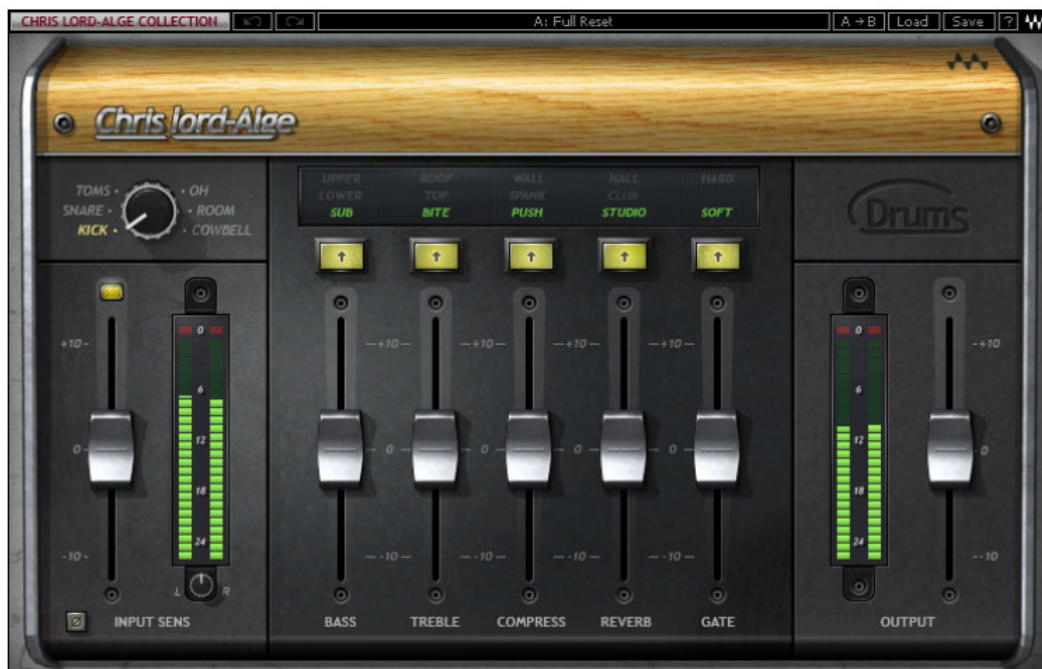 CHRIS LORD-ALGE COLLECTION A: Full Reset A→B Load Save ?
Chris lord-Alge
TOMS OH
SNARE ROOM
KICK COWBELL
UPPER ROOF WALL HALL HARD
LOWER TOP SPANK CLUB
SUB BITE PUSH STUDIO SOFT
Drums
0 0
+10 +10 +10 +10 +10 +10
6 6
12 12
0 0 0 0 0 0
18 18
24 24
-10 -10 -10 -10 -10 -10
L R
INPUT SENS BASS TREBLE COMPRESS REVERB GATE OUTPUT